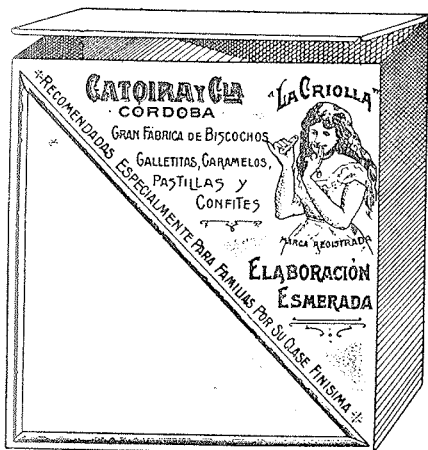 CATOIRA Y CIA
CÓRDOBA
GRAN FÁBRICA DE BISCOCHOS
GALLETITAS, CARAMELOS,
PASTILLAS Y
CONFITES
"LA CRIOLLA"
MARCA REGISTRADA
ELABORACIÓN
ESMERADA
RECOMENDADAS ESPECIALMENTE PARA FAMILIAS POR SU CLASE FINISIMA